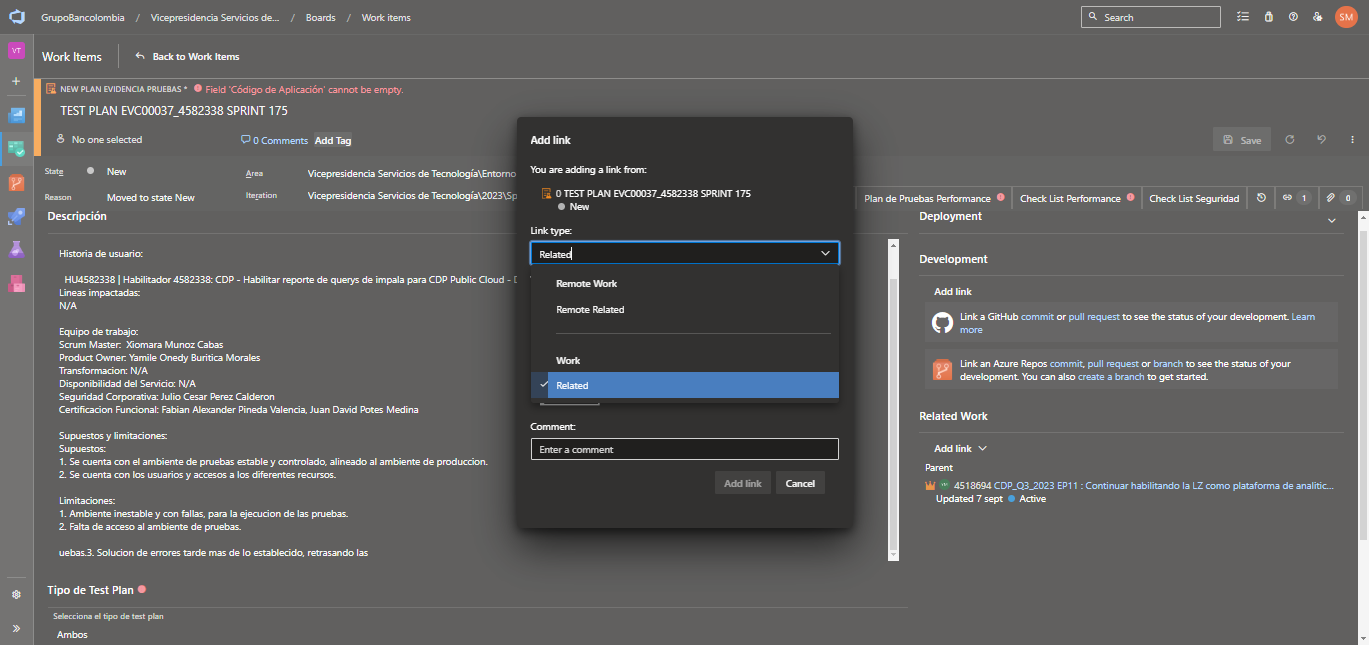 GrupoBancolombia / Vicepresidencia Servicios de... / Boards / Work items
Search
SM
VT
Work Items
Back to Work Items
NEW PLAN EVIDENCIA PRUEBAS * Field 'Código de Aplicación' cannot be empty.
TEST PLAN EVC00037_4582338 SPRINT 175
No one selected
0 Comments
Add Tag
Save
State
New
Area
Vicepresidencia Servicios de Tecnología\Entorno
Reason
Moved to state New
Iteration
Vicepresidencia Servicios de Tecnología\2023\Sp
Plan de Pruebas Performance
Check List Performance
Check List Seguridad
1
0
Descripción
Historia de usuario:
HU4582338 | Habilitador 4582338: CDP - Habilitar reporte de querys de impala para CDP Public Cloud - D
Lineas impactadas:
N/A
Equipo de trabajo:
Scrum Master: Xiomara Munoz Cabas
Product Owner: Yamile Onedy Buritica Morales
Transformacion: N/A
Disponibilidad del Servicio: N/A
Seguridad Corporativa: Julio Cesar Perez Calderon
Certificacion Funcional: Fabian Alexander Pineda Valencia, Juan David Potes Medina
Supuestos y limitaciones:
Supuestos:
1. Se cuenta con el ambiente de pruebas estable y controlado, alineado al ambiente de produccion.
2. Se cuenta con los usuarios y accesos a los diferentes recursos.
Limitaciones:
1. Ambiente inestable y con fallas, para la ejecucion de las pruebas.
2. Falta de acceso al ambiente de pruebas.
uebas.3. Solucion de errores tarde mas de lo establecido, retrasando las
Tipo de Test Plan
Selecciona el tipo de test plan
Ambos
Add link
You are adding a link from:
0 TEST PLAN EVC00037_4582338 SPRINT 175
New
Link type:
Related
Remote Work
Remote Related
Work
Related
Comment:
Enter a comment
Add link
Cancel
Deployment
Development
Add link
Link a GitHub commit or pull request to see the status of your development. Learn
more
Link an Azure Repos commit, pull request or branch to see the status of your
development. You can also create a branch to get started.
Related Work
Add link
Parent
4518694 CDP_Q3_2023 EP11 : Continuar habilitando la LZ como plataforma de analitic...
Updated 7 sept Active